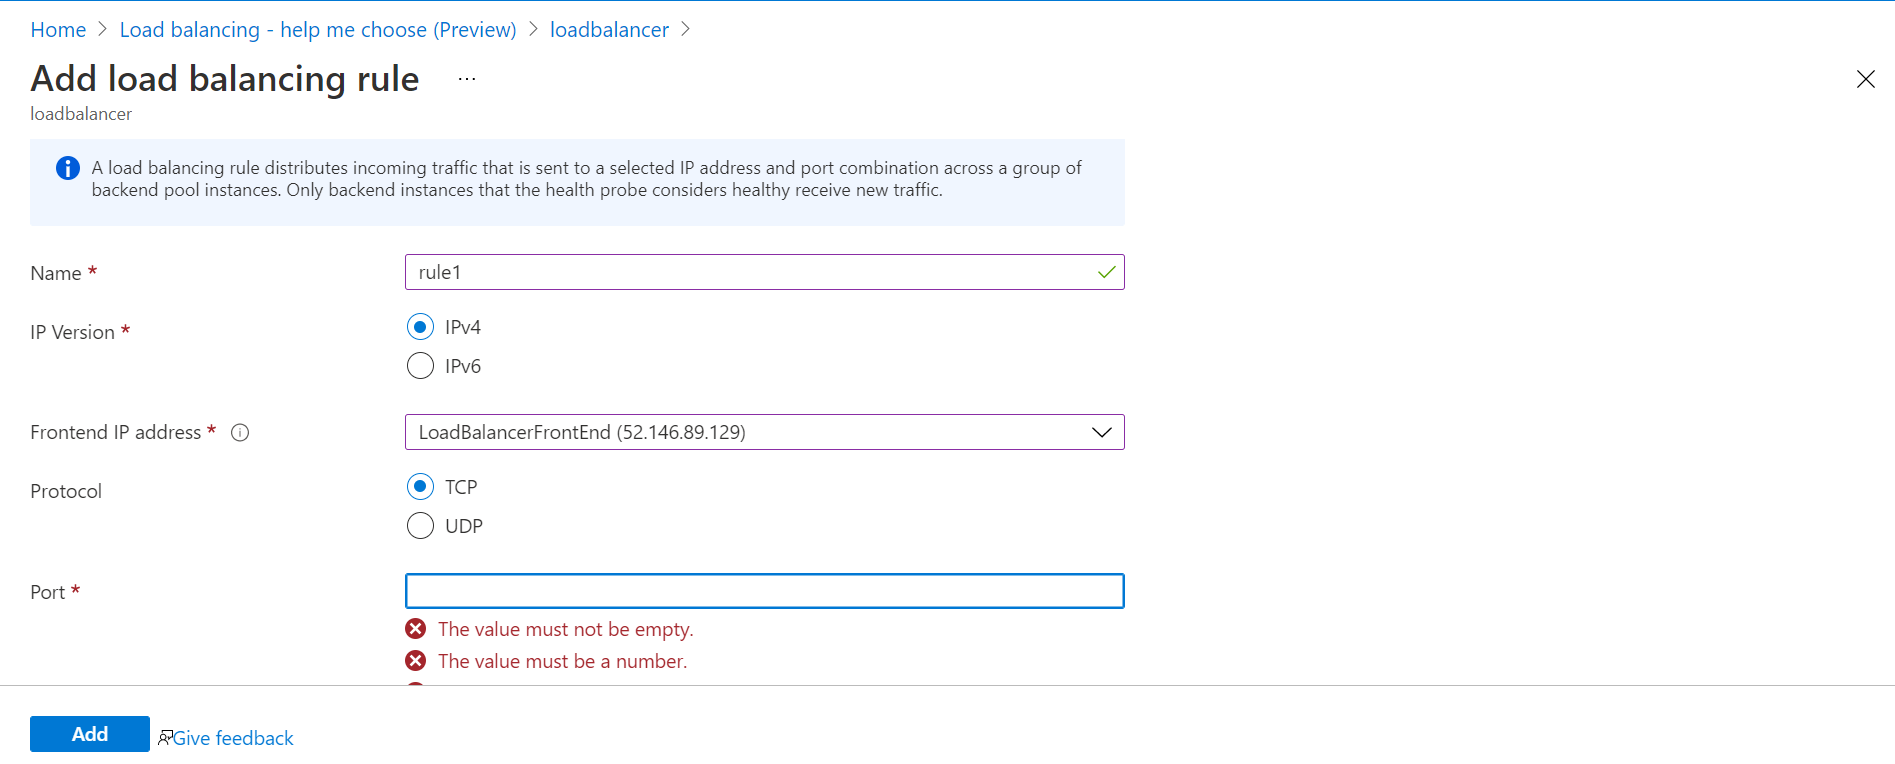 Home > Load balancing - help me choose (Preview) > loadbalancer >
Add load balancing rule ...
loadbalancer
A load balancing rule distributes incoming traffic that is sent to a selected IP address and port combination across a group of
backend pool instances. Only backend instances that the health probe considers healthy receive new traffic.
Name *
rule1
IP Version *
IPv4
IPv6
Frontend IP address *
LoadBalancerFrontEnd (52.146.89.129)
Protocol
TCP
UDP
Port *
The value must not be empty.
The value must be a number.
Add
Give feedback